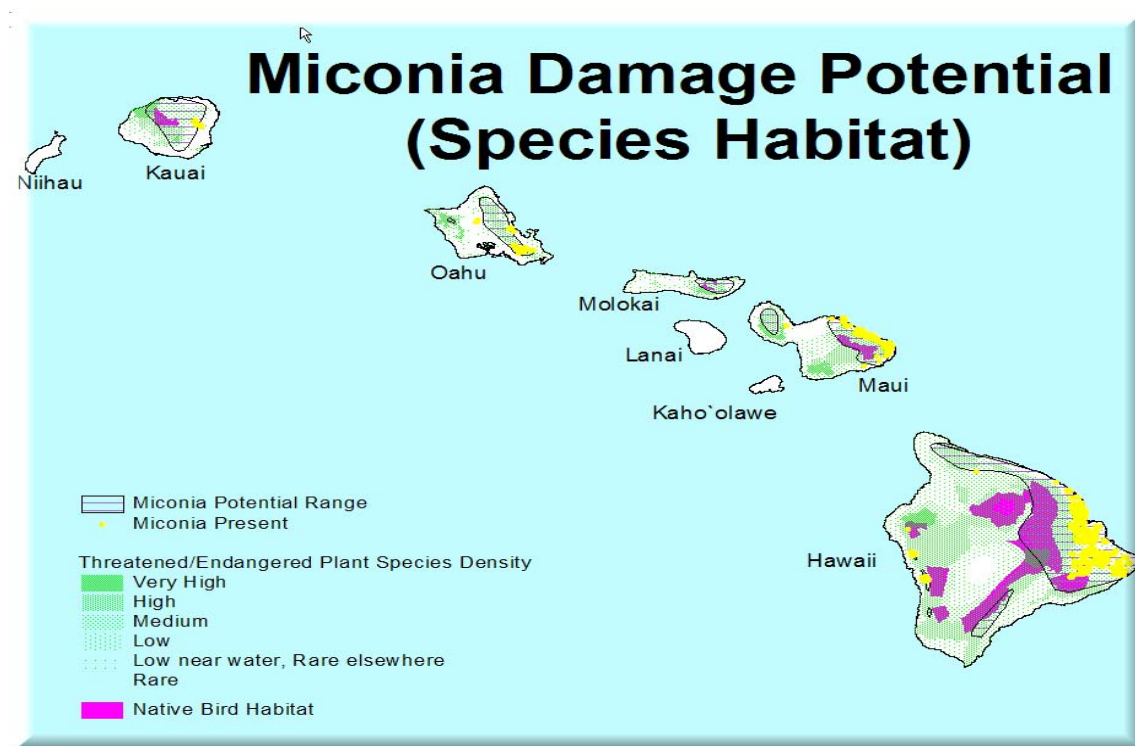 Miconia Damage Potential
(Species Habitat)
Niihau
Kauai
Oahu
Molokai
Lanai
Maui
Kaho`olawe
Hawaii
Miconia Potential Range
Miconia Present
Threatened/Endangered Plant Species Density
Very High
High
Medium
Low
Low near water, Rare elsewhere
Rare
Native Bird Habitat